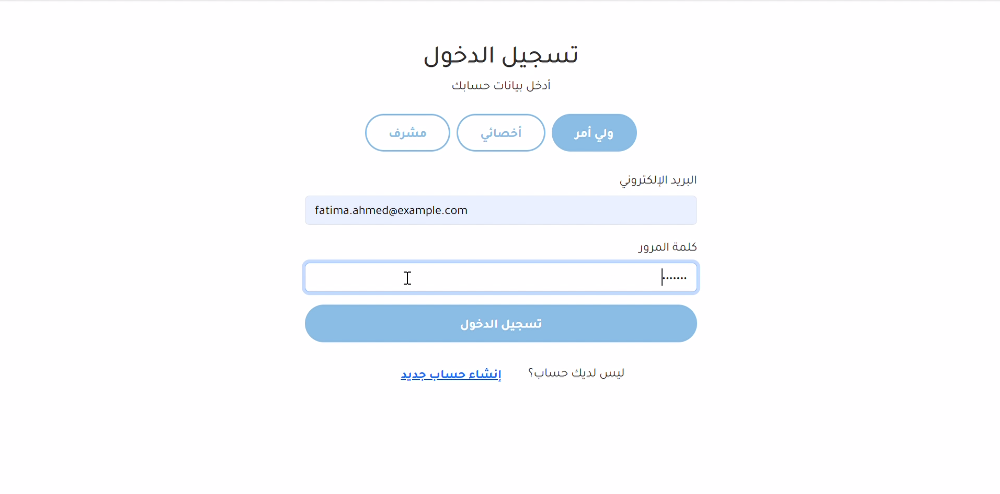 تسجيل الدخول
أدخل بيانات حسابك
ولي أمر أخصائي مشرف
البريد الإلكتروني
fatima.ahmed@example.com
كلمة المرور
•••••••
تسجيل الدخول
ليس لديك حساب؟ إنشاء حساب جديد